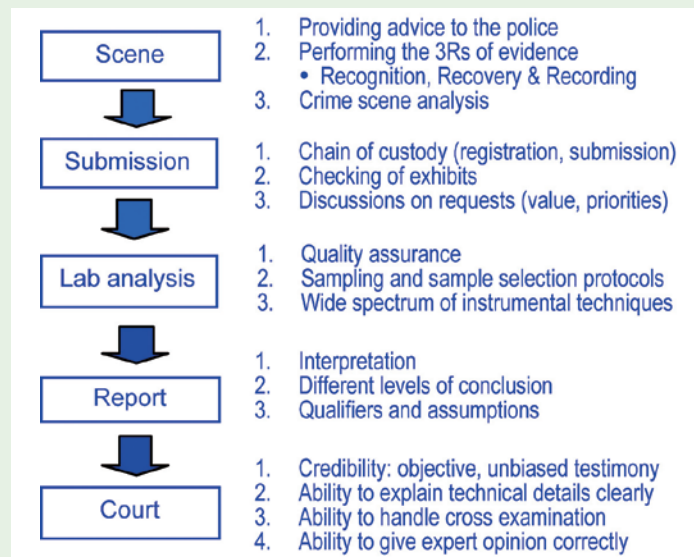 Scene
1. Providing advice to the police
2. Performing the 3Rs of evidence
• Recognition, Recovery & Recording
3. Crime scene analysis
Submission
1. Chain of custody (registration, submission)
2. Checking of exhibits
3. Discussions on requests (value, priorities)
Lab analysis
1. Quality assurance
2. Sampling and sample selection protocols
3. Wide spectrum of instrumental techniques
Report
1. Interpretation
2. Different levels of conclusion
3. Qualifiers and assumptions
Court
1. Credibility: objective, unbiased testimony
2. Ability to explain technical details clearly
3. Ability to handle cross examination
4. Ability to give expert opinion correctly